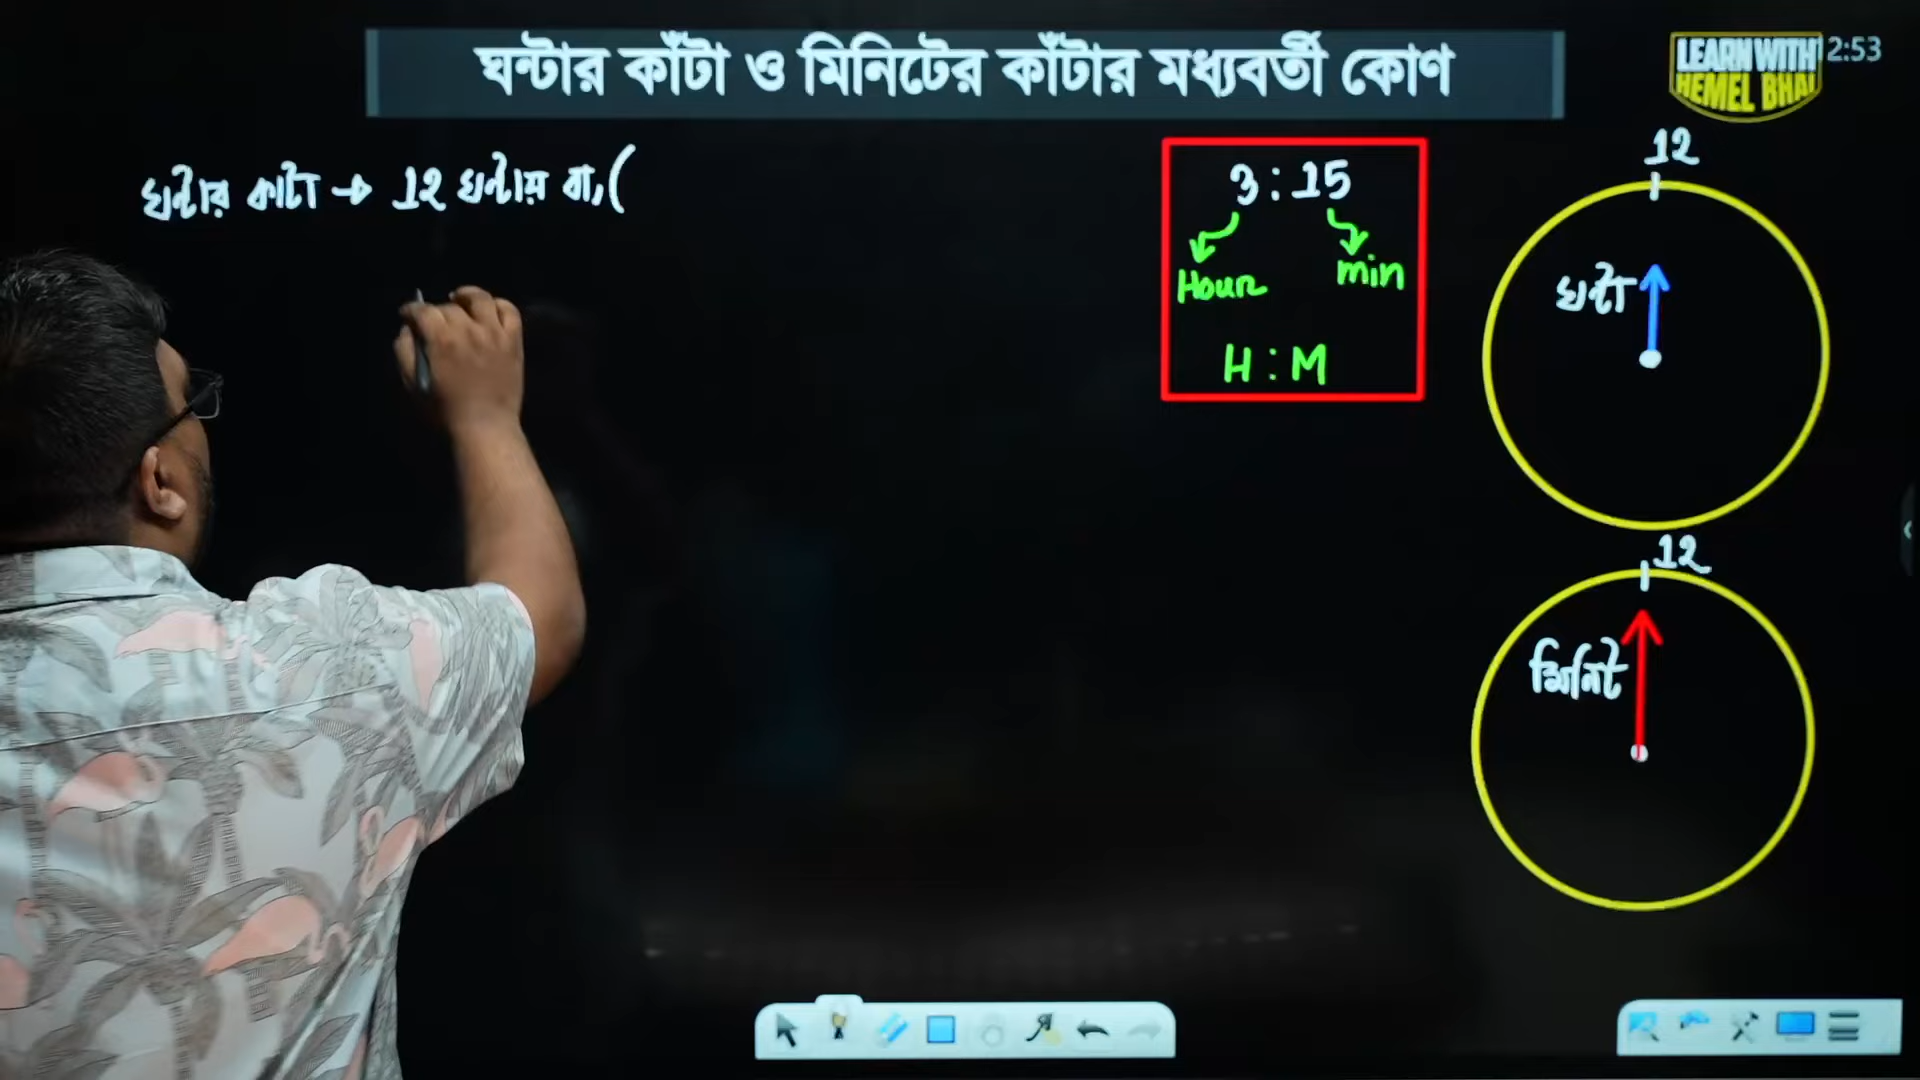 ঘন্টার কাঁটা ও মিনিটের কাঁটার মধ্যবর্তী কোণ
LEARN WITH
HEMEL BHAI
2:53
ঘন্টার কাটা → 12 ঘন্টায় বা, (
3 : 15
Hour
min
H : M
12
ঘন্টা
12
মিনিট